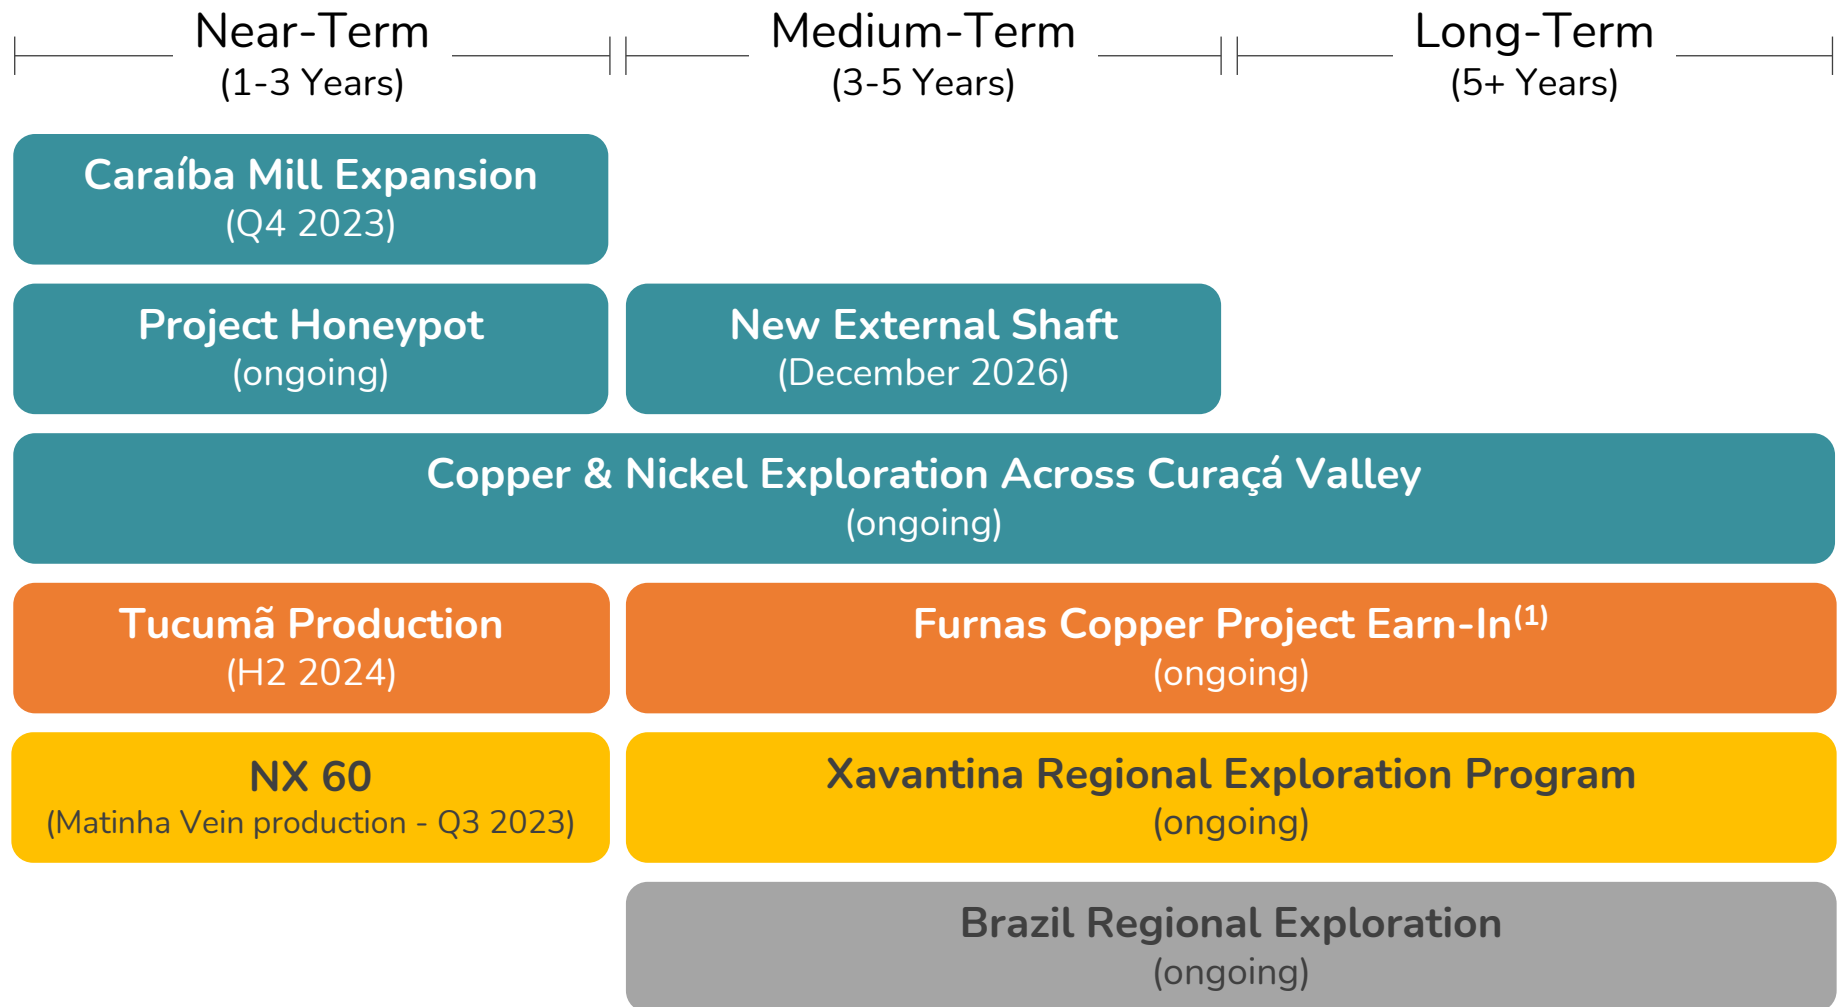 Near-Term
(1-3 Years)
Medium-Term
(3-5 Years)
Long-Term
(5+ Years)
Caraíba Mill Expansion
(Q4 2023)
Project Honeypot
(ongoing)
New External Shaft
(December 2026)
Copper & Nickel Exploration Across Curaçá Valley
(ongoing)
Tucumã Production
(H2 2024)
Furnas Copper Project Earn-In(1)
(ongoing)
NX 60
(Matinha Vein production - Q3 2023)
Xavantina Regional Exploration Program
(ongoing)
Brazil Regional Exploration
(ongoing)